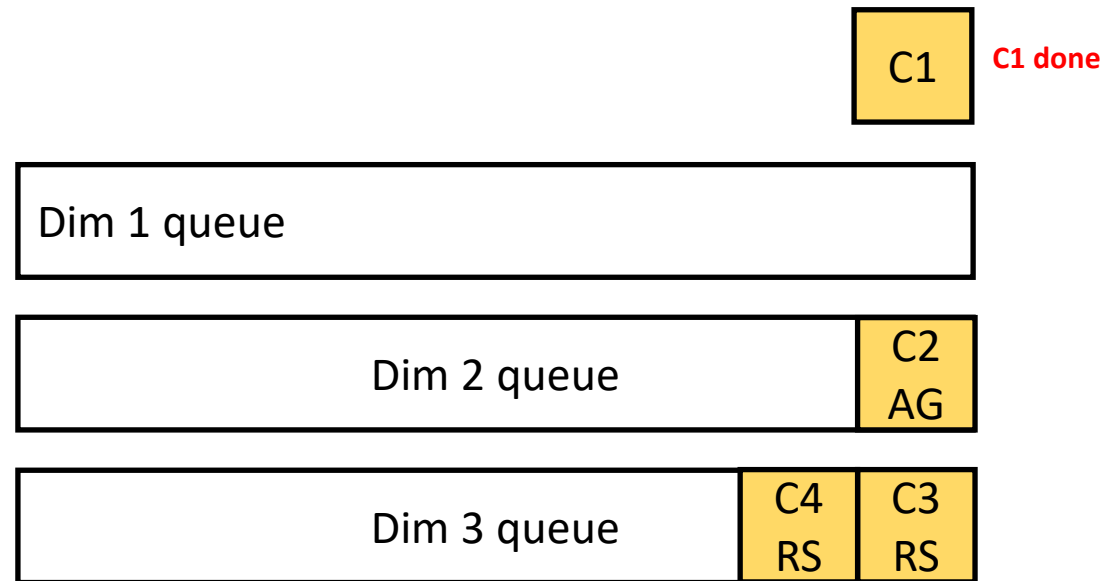 C1
C1 done
Dim 1 queue
Dim 2 queue
C2
AG
Dim 3 queue
C4
RS
C3
RS